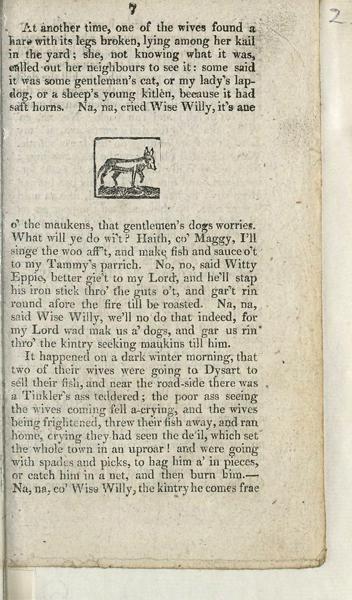 7
At another time, one of the wives found a
hare with its legs broken, lying among her kail
in the yard; she, not knowing what it was,
called out her neighbours to see it: some said
it was some gentleman's cat, or my lady's lap-
dog, or a sheep's young kitlèn, because it had
saft horns. Na, na, cried Wise Willy, it's ane
o' the maukens, that gentlemen's dogs worries.
What will ye do wi't? Haith, co' Maggy, I'll
singe the woo aff't, and make fish and sauce o't
to my Tammy's parrich. No, no, said Witty
Eppie, better gie't to my Lord, and he'll stap
his iron stick thro' the guts o't, and gar't rin
round afore the fire till be roasted. Na, na,
said Wise Willy, we'll no do that indeed, for
my Lord wad mak us a' dogs, and gar us rin
thro' the kintry seeking maukins till him.
It happened on a dark winter morning, that
two of their wives were going to Dysart to
sell their fish, and near the road-side there was
a Tinkler's ass teddered; the poor ass seeing
the wives coming fell a-crying, and the wives
being frightened, threw their fish away, and ran
home, crying they had seen the de'il, which set
the whole town in an uproar! and were going
with spades and picks, to hag him a' in pieces,
or catch him in a net, and then burn him.—
Na, na, co' Wise Willy, the kintry he comes frae
2